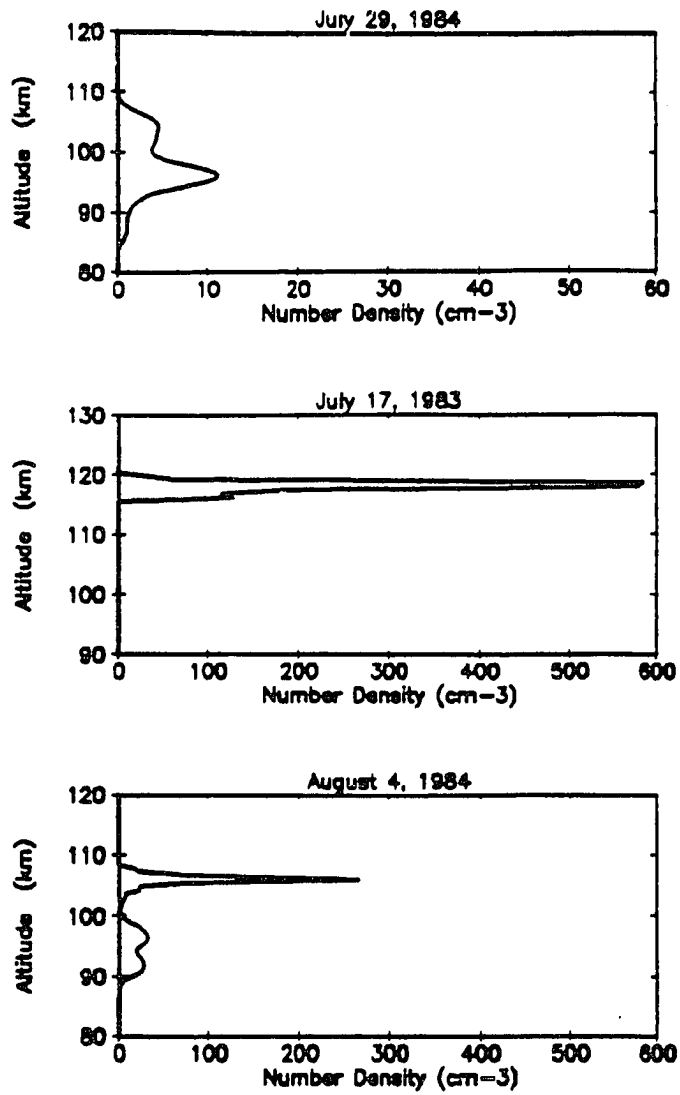 July 29, 1984
120
110
100
90
80
Altitude (km)
0 10 20 30 40 50 60
Number Density (cm-3)
July 17, 1983
130
120
110
100
90
Altitude (km)
0 100 200 300 400 500 600
Number Density (cm-3)
August 4, 1984
120
110
100
90
80
Altitude (km)
0 100 200 300 400 500 600
Number Density (cm-3)